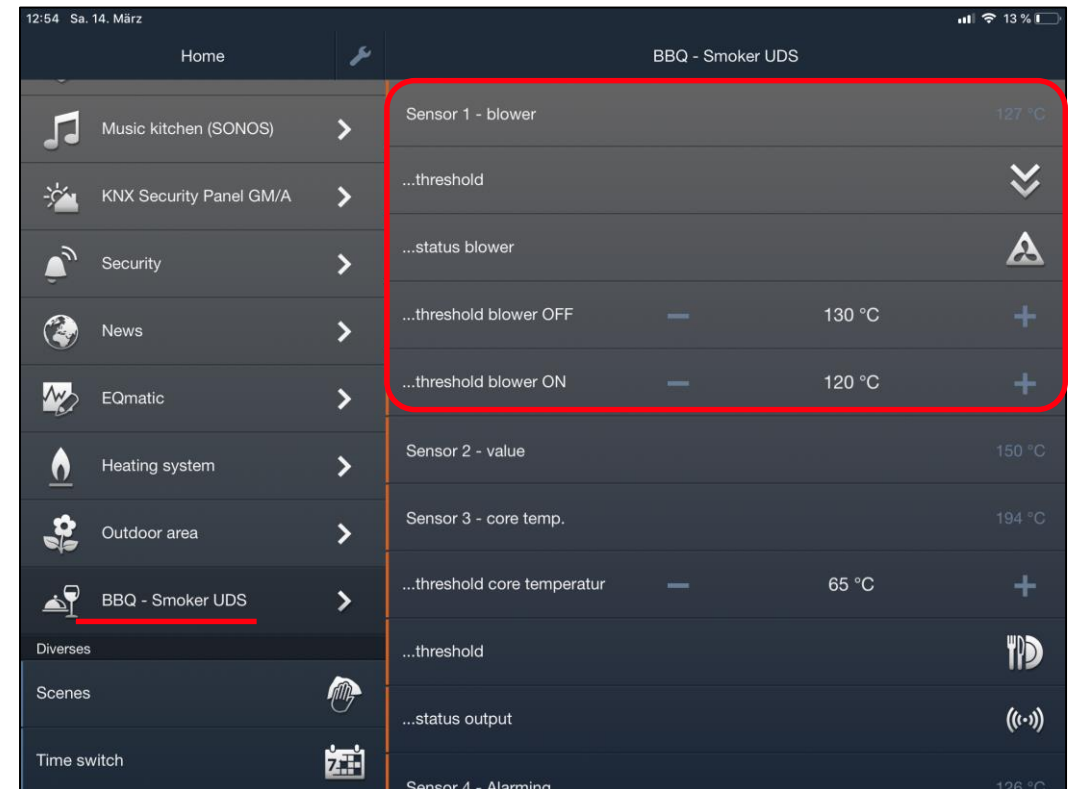 12:54 Sa. 14. März
13 %
Home
BBQ - Smoker UDS
Music kitchen (SONOS)
KNX Security Panel GM/A
Security
News
EQmatic
Heating system
Outdoor area
BBQ - Smoker UDS
Diverses
Scenes
Time switch
7
Sensor 1 - blower 127 °C
...threshold
...status blower
...threshold blower OFF 130 °C
...threshold blower ON 120 °C
Sensor 2 - value 150 °C
Sensor 3 - core temp. 194 °C
...threshold core temperatur 65 °C
...threshold
...status output
Sensor 4 - Alarming 126 °C